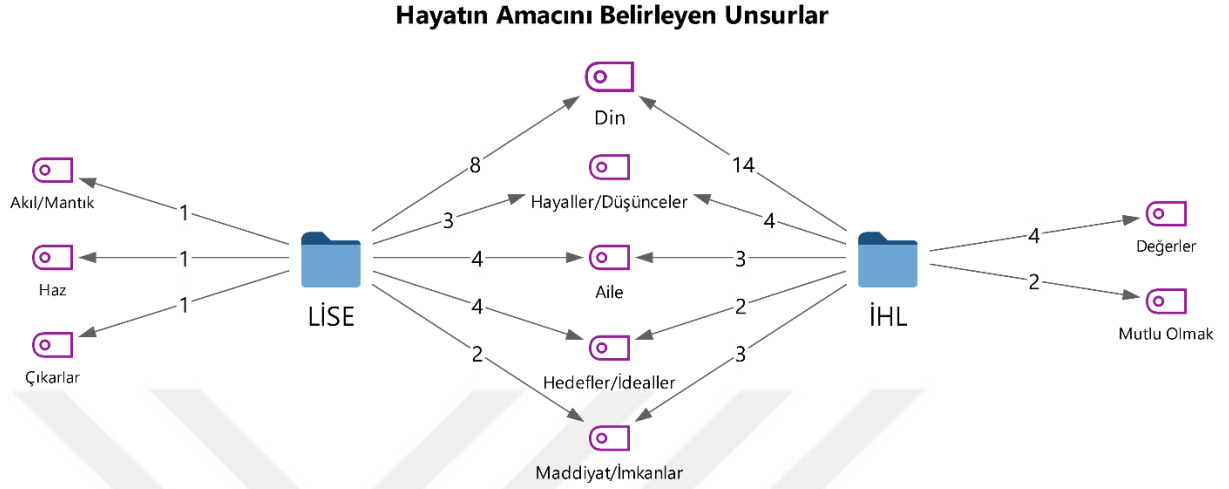 Hayatın Amacını Belirleyen Unsurlar
Din
8
14
Akıl/Mantık
1
Hayaller/Düşünceler
3
4
4
Değerler
Haz
1
LİSE
4
Aile
3
İHL
2
Mutlu Olmak
Çıkarlar
1
4
2
Hedefler/İdealler
2
3
Maddiyat/İmkanlar